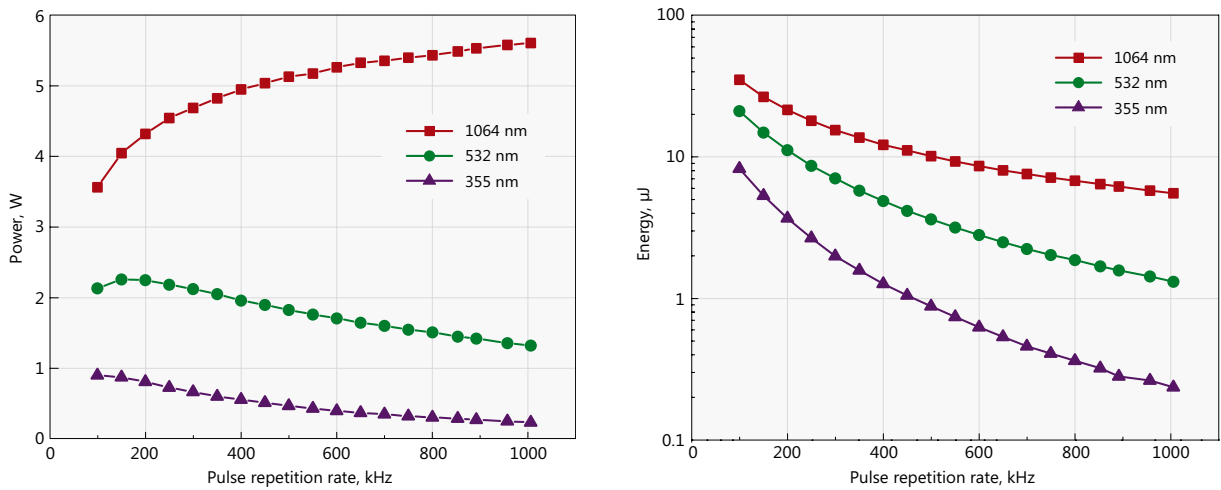 6
5
4
3
2
1
0
Power, W
0
200
400
600
800
1000
Pulse repetition rate, kHz
1064 nm
532 nm
355 nm
100
10
1
0.1
Energy, µJ
0
200
400
600
800
1000
Pulse repetition rate, kHz
1064 nm
532 nm
355 nm